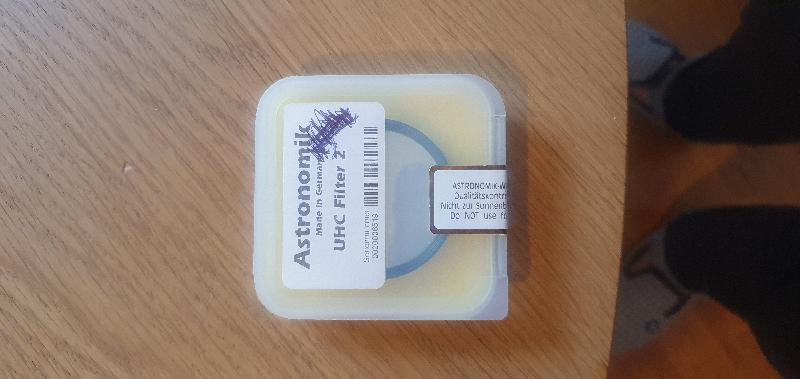 Astronomik
Made in Germany
UHC Filter 2"
ASTRONOMIK-W
Qualitätskontr
Nicht zur Sonnenb
Do NOT use fo